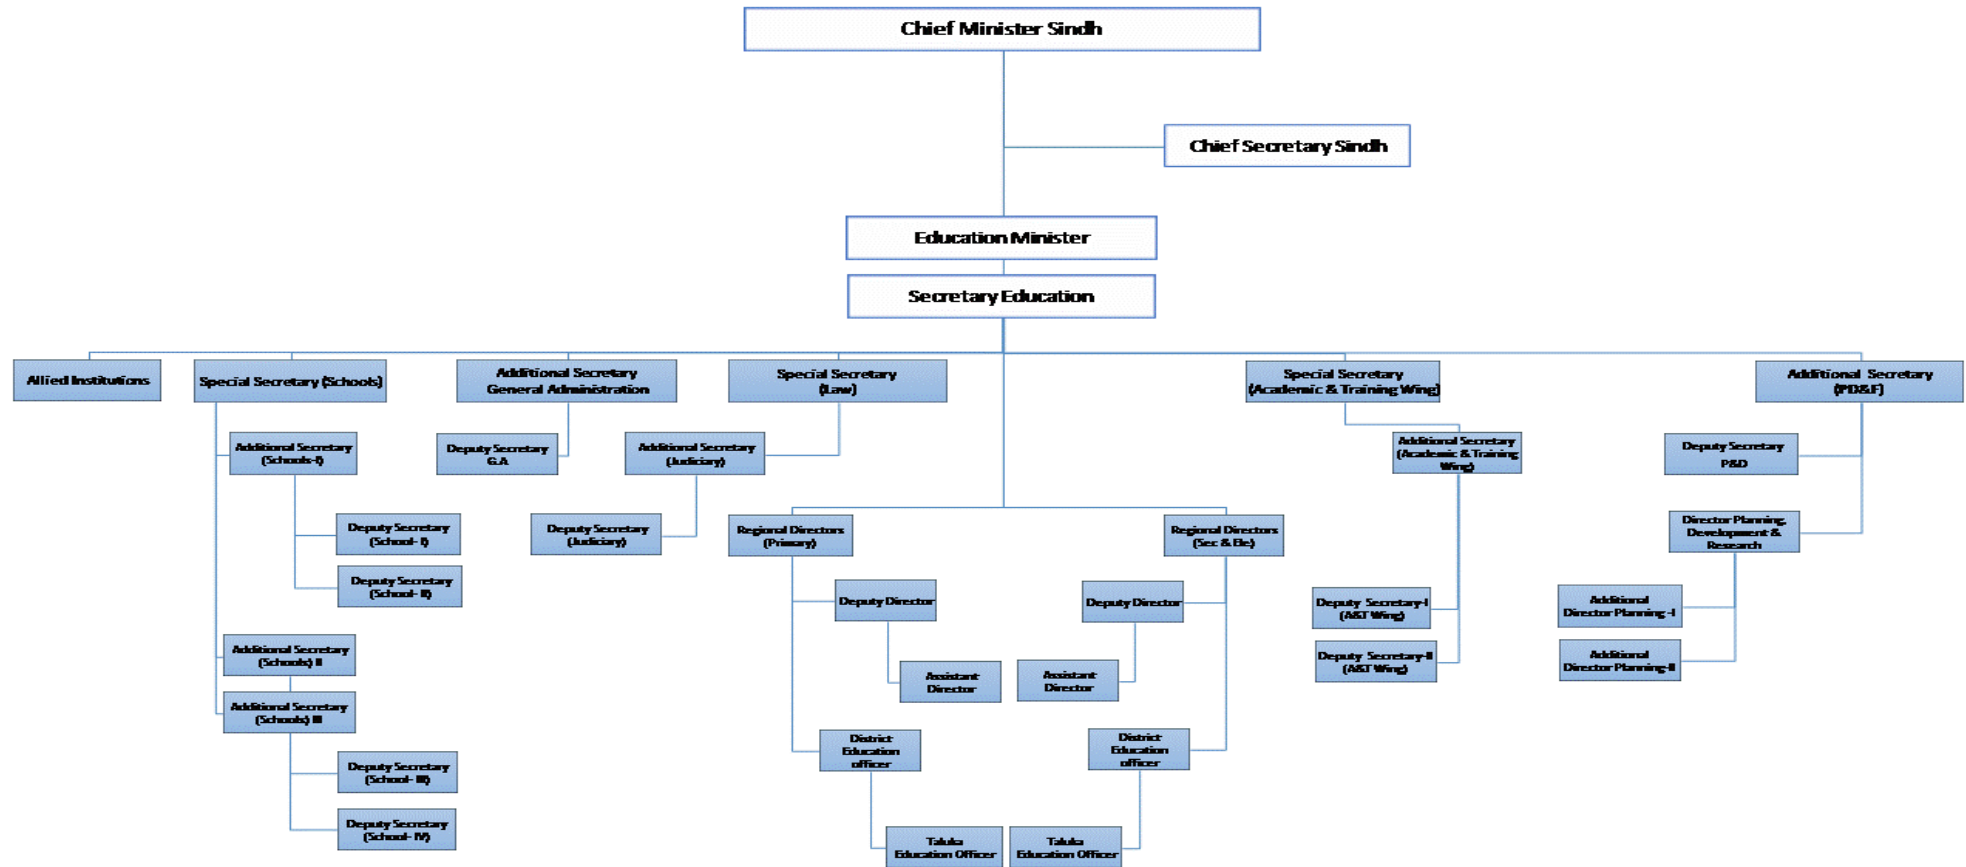 Chief Minister Sindh
Chief Secretary Sindh
Education Minister
Secretary Education
Allied Institutions
Special Secretary (Schools)
Additional Secretary
General Administration
Special Secretary
(Law)
Special Secretary
(Academic & Training Wing)
Additional Secretary
(PD&F)
Additional Secretary
(Schools-I)
Deputy Secretary
G.A
Additional Secretary
(Judiciary)
Additional Secretary
(Academic & Training
Wing)
Deputy Secretary
P&D
Deputy Secretary
(School- I)
Deputy Secretary
(Judiciary)
Regional Directors
(Primary)
Regional Directors
(Sec & Ele)
Director Planning,
Development &
Research
Deputy Secretary
(School- II)
Deputy Director
Deputy Director
Deputy Secretary-I
(A&T Wing)
Additional
Director Planning -I
Additional Secretary
(Schools) II
Assistant
Director
Assistant
Director
Deputy Secretary-II
(A&T Wing)
Additional
Director Planning-II
Additional Secretary
(Schools) III
District
Education
officer
District
Education
officer
Deputy Secretary
(School- III)
Deputy Secretary
(School- IV)
Taluka
Education Officer
Taluka
Education Officer